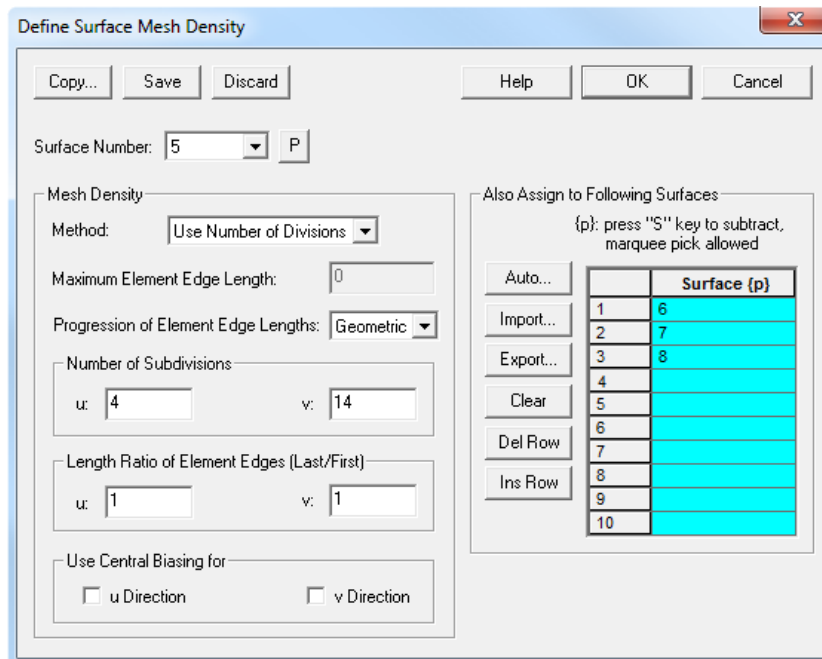 Define Surface Mesh Density
Copy... Save Discard Help OK Cancel
Surface Number: 5 P
Mesh Density
Method: Use Number of Divisions
Maximum Element Edge Length: 0
Progression of Element Edge Lengths: Geometric
Number of Subdivisions
u: 4 v: 14
Length Ratio of Element Edges (Last/First)
u: 1 v: 1
Use Central Biasing for
u Direction v Direction
Also Assign to Following Surfaces
{p}: press "S" key to subtract,
marquee pick allowed
Auto...
Import...
Export...
Clear
Del Row
Ins Row
Surface {p}
1 6
2 7
3 8
4
5
6
7
8
9
10